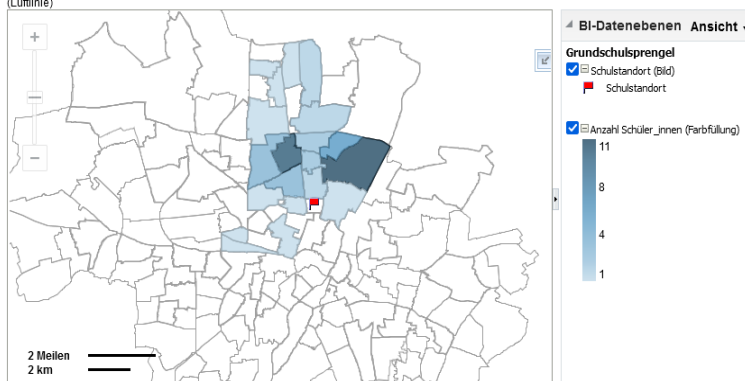 (Luftlinie)
BI-Datenebenen Ansicht
Grundschulsprengel
Schulstandort (Bild)
Schulstandort
Anzahl Schüler_innen (Farbfüllung)
11
8
4
1
2 Meilen
2 km